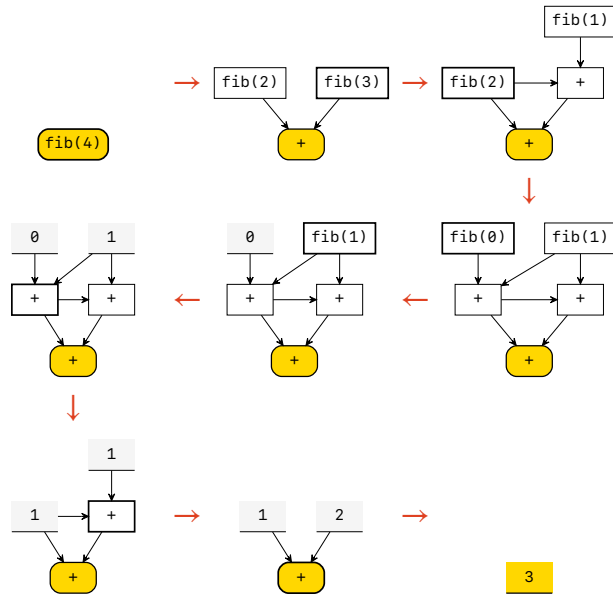 fib(1)
fib(2) fib(3) fib(2) +
fib(4) + +
0 1 0 fib(1) fib(0) fib(1)
+ + + + + +
+ + +
1
1 + 1 2
+ + 3